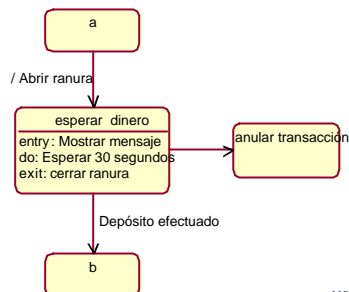 a
/ Abrir ranura
esperar dinero
entry: Mostrar mensaje
do: Esperar 30 segundos
exit: cerrar ranura
anular transacción
Depósito efectuado
b